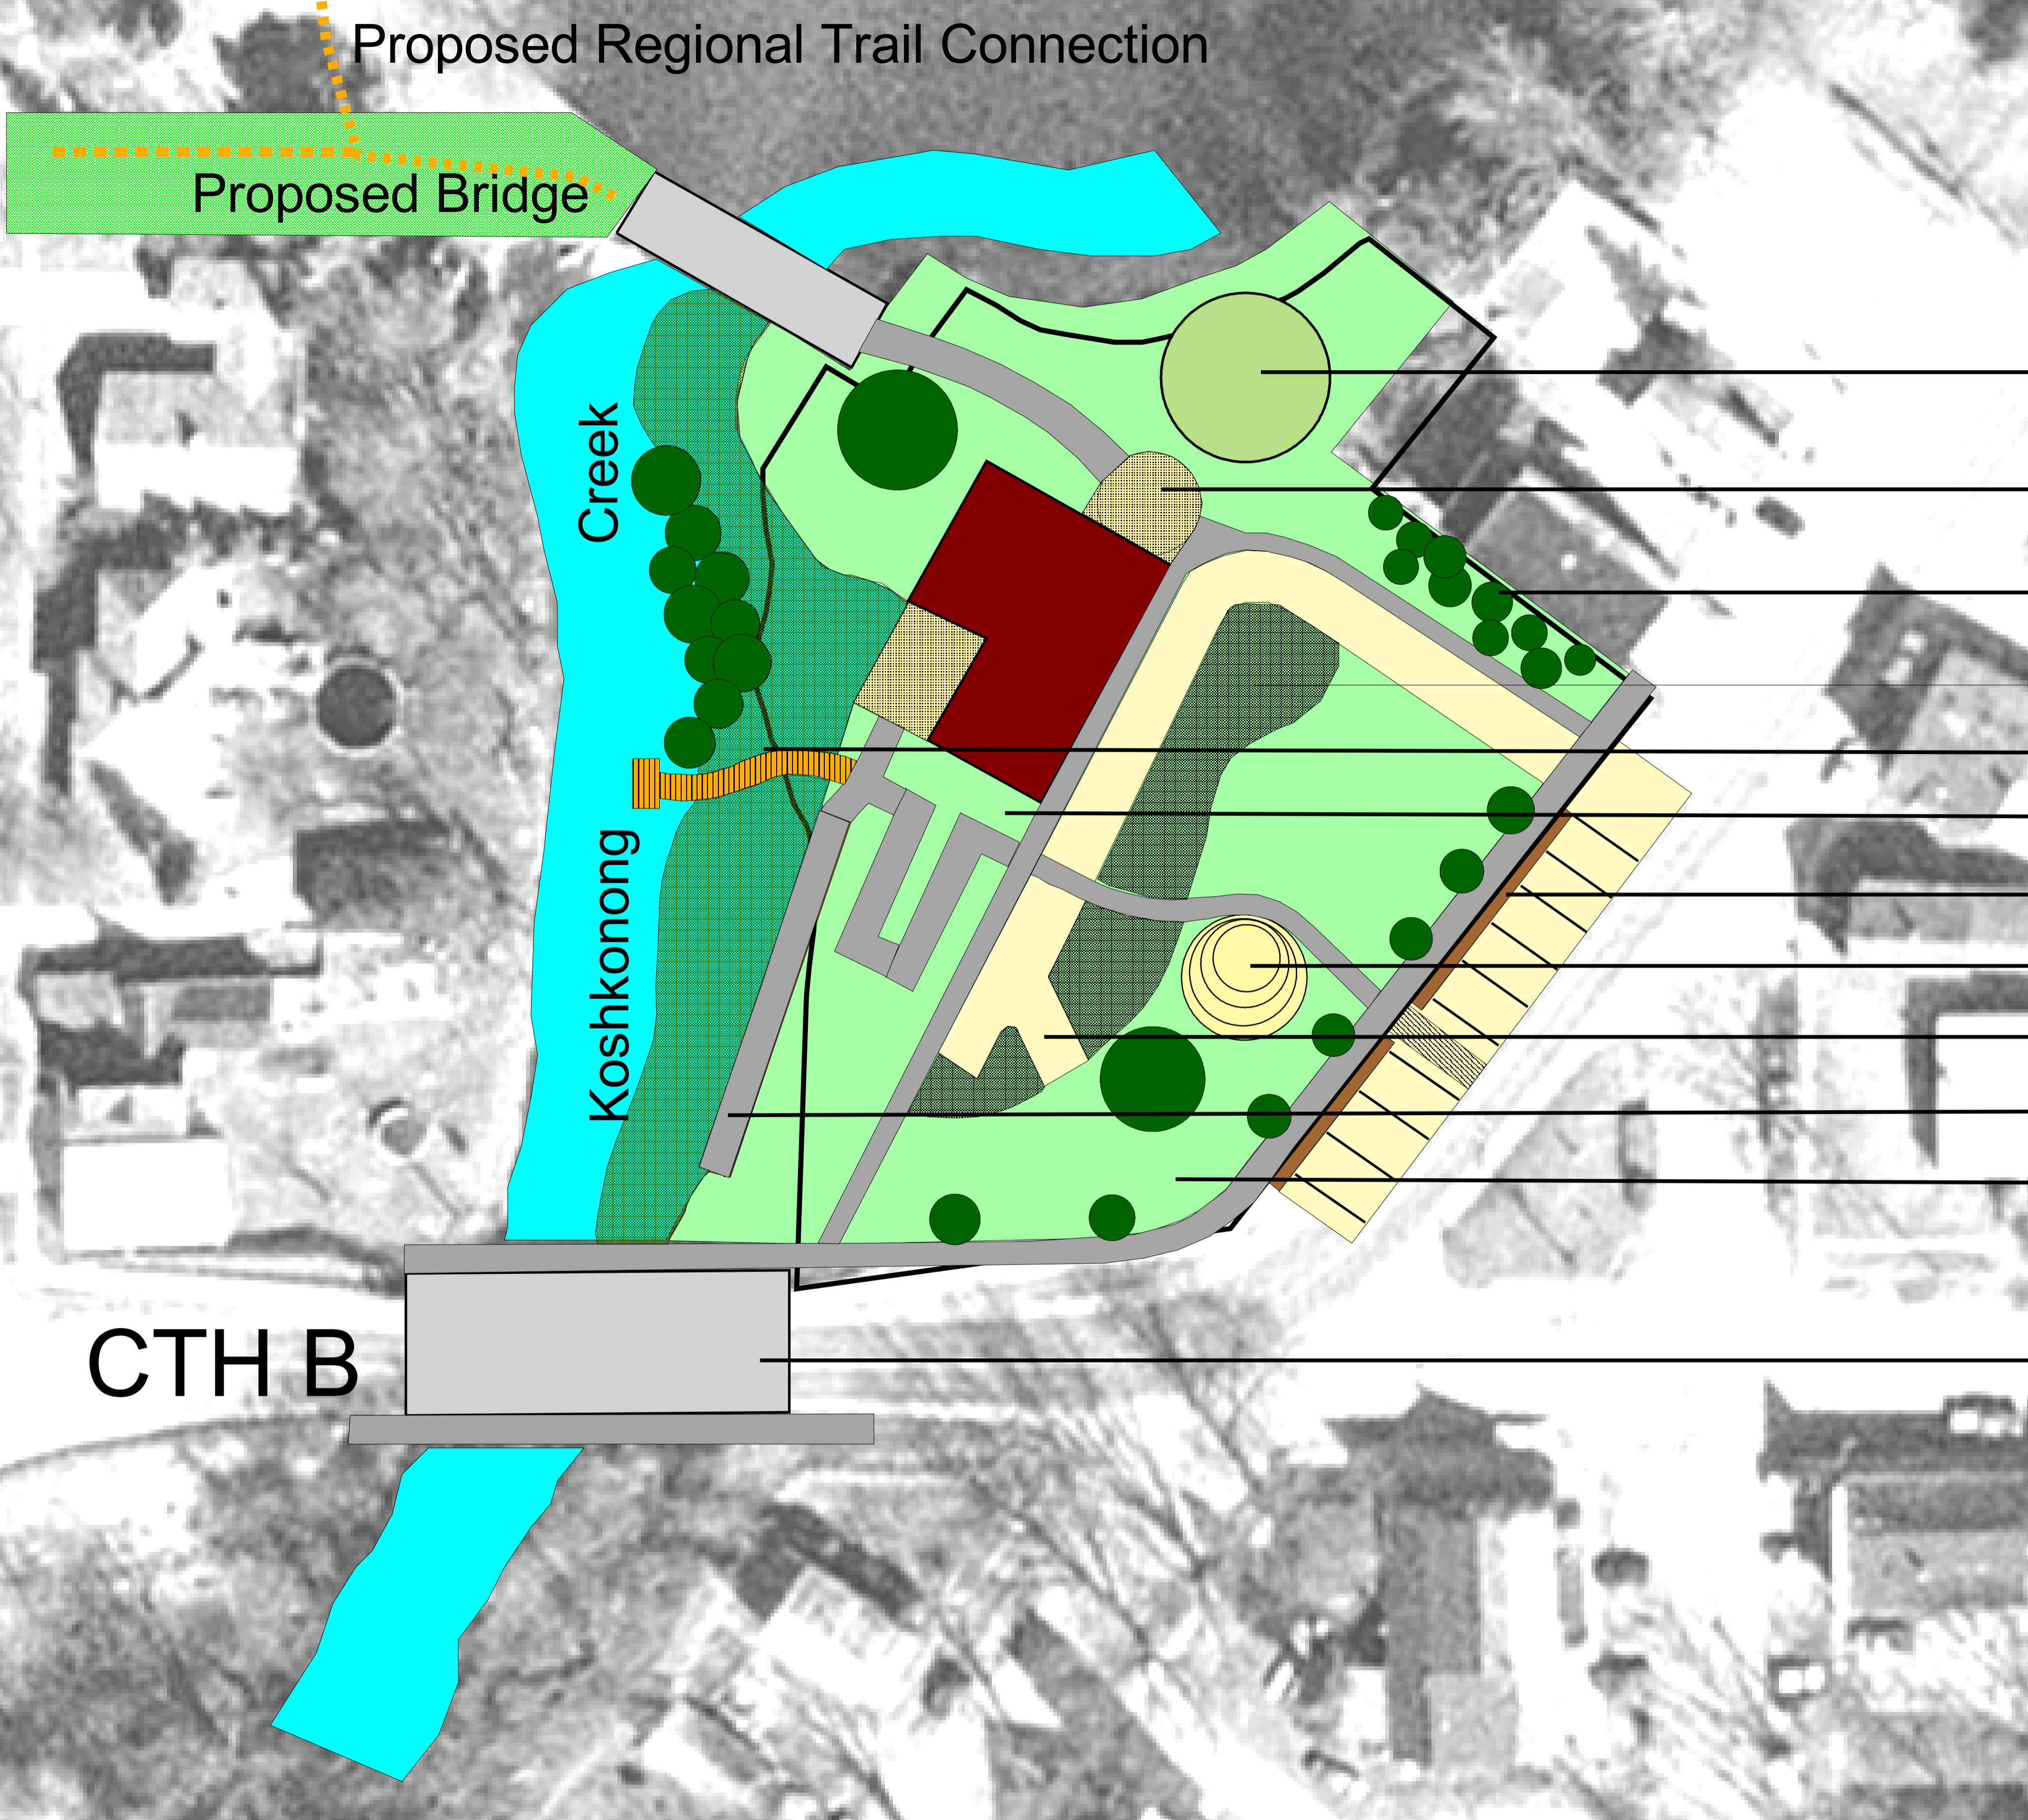 Proposed Regional Trail Connection
Proposed Bridge
Koshkonong Creek
CTH B